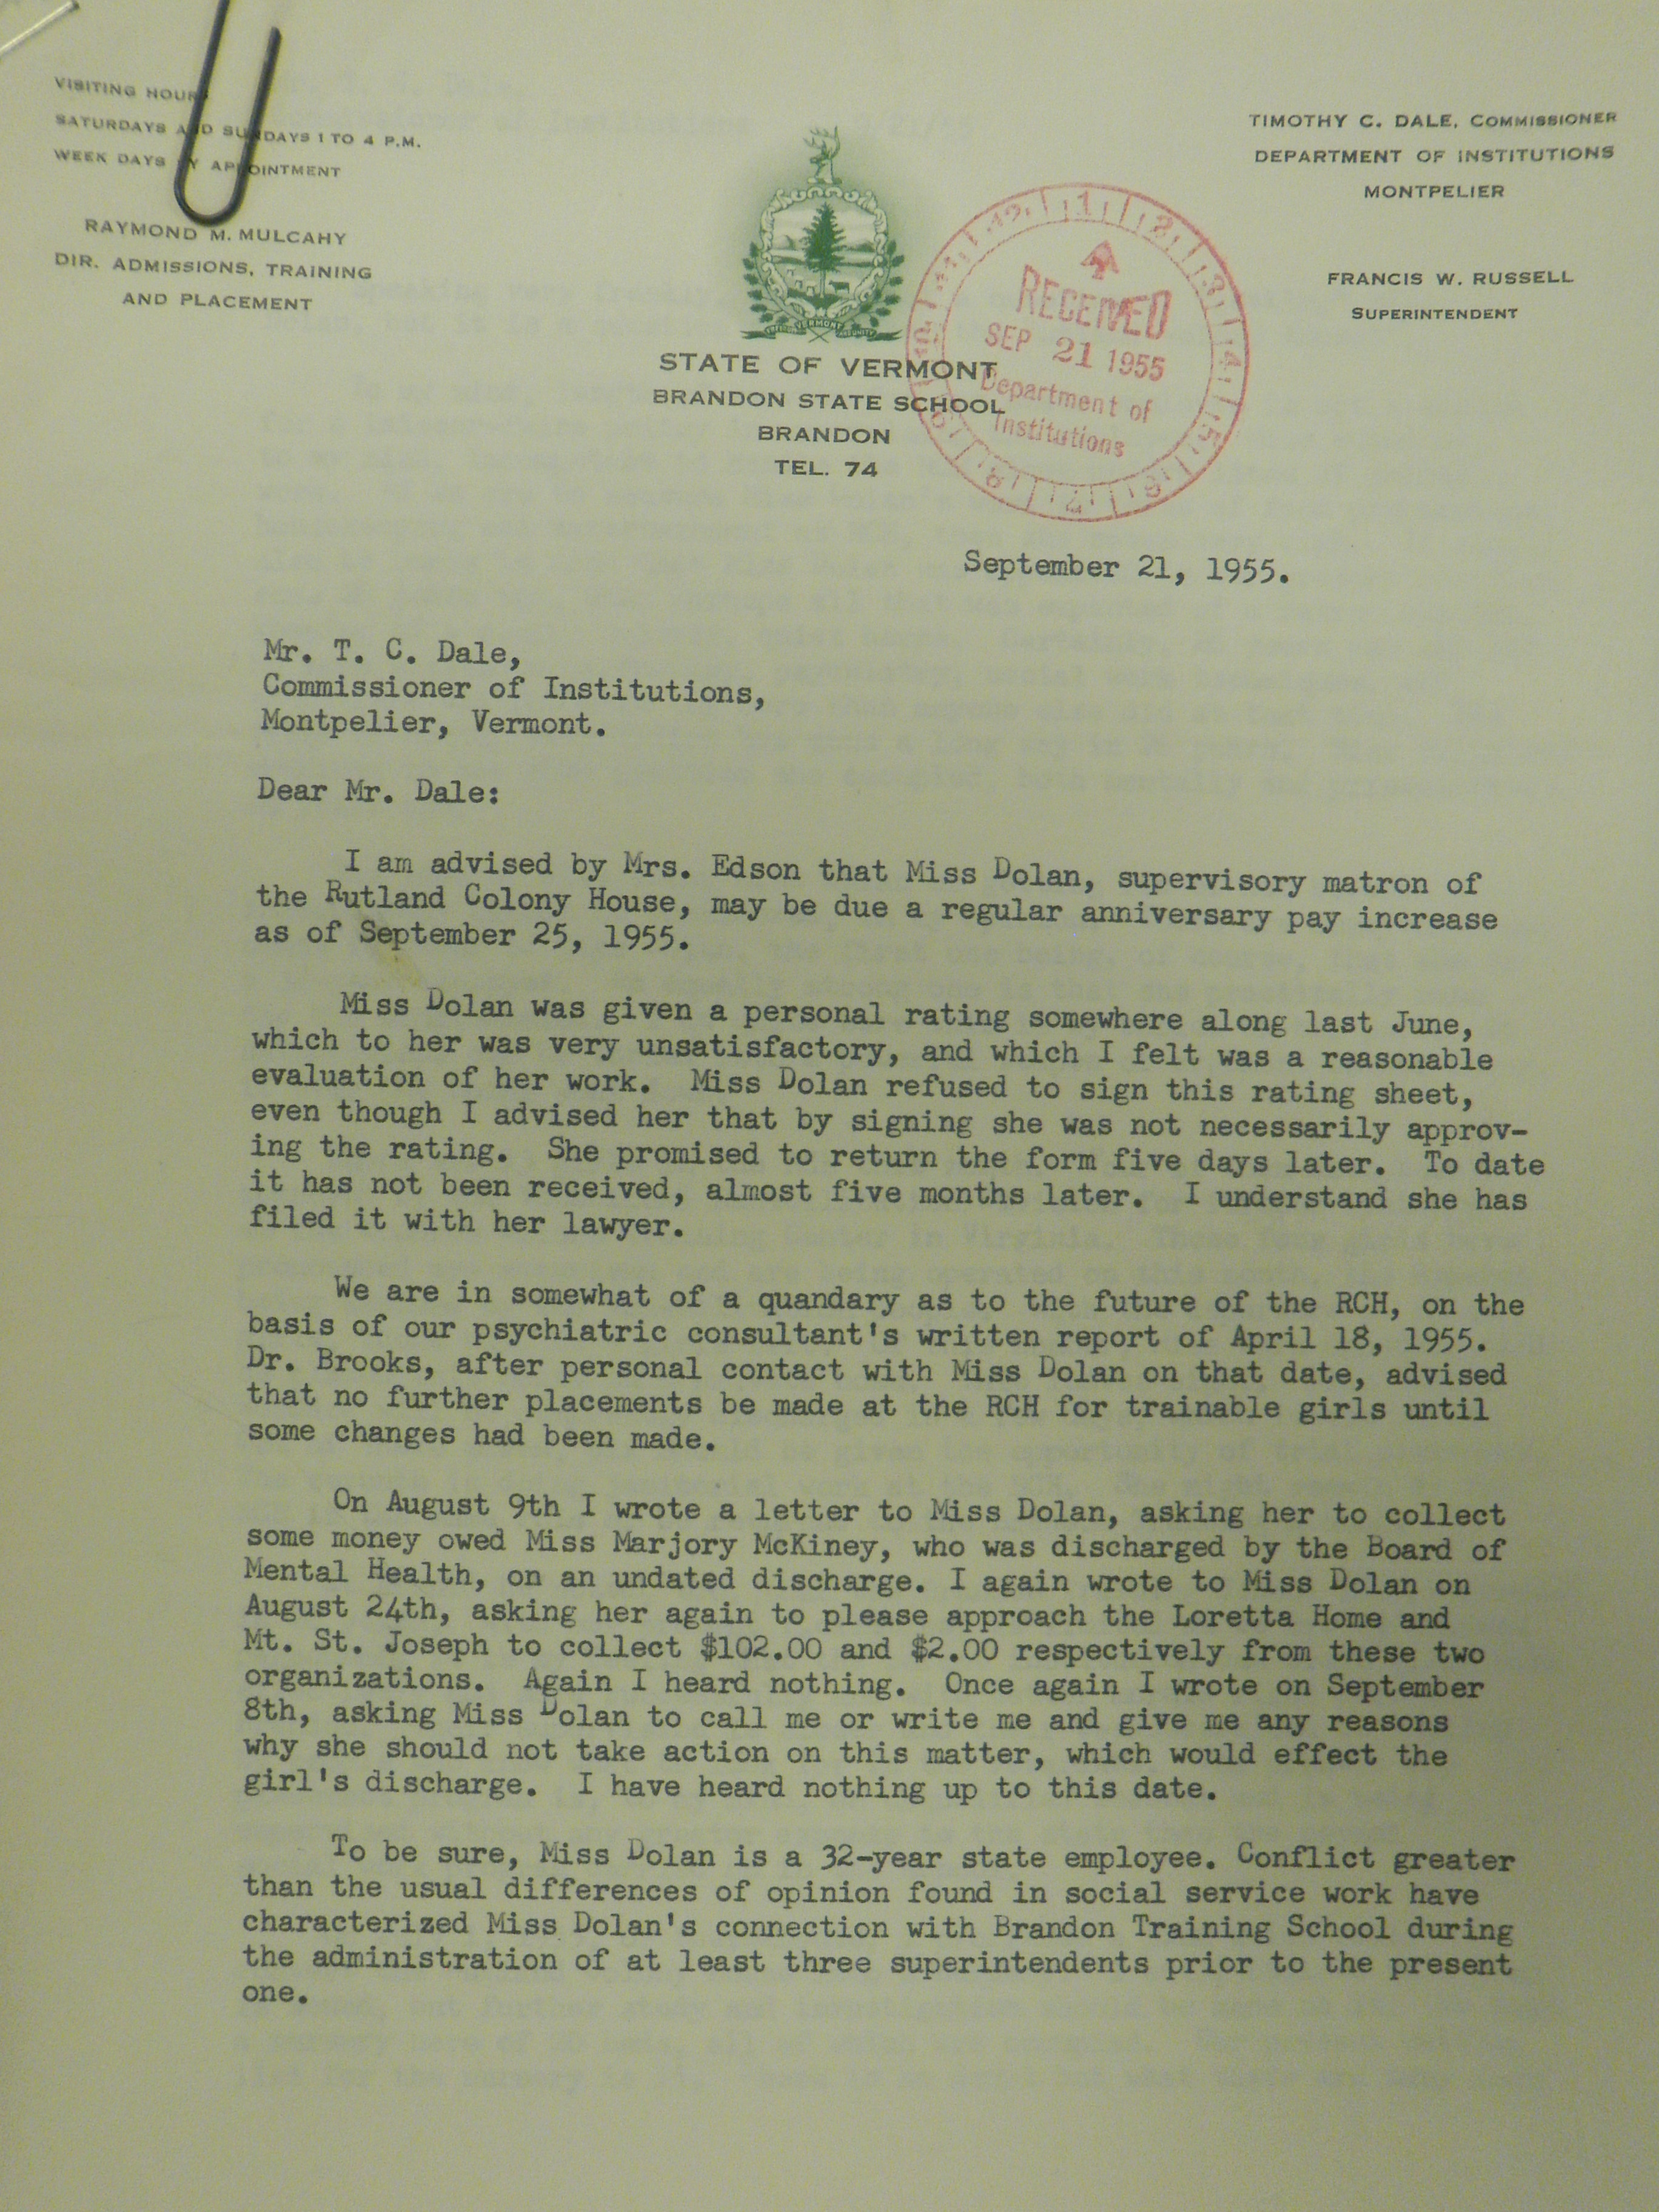 VISITING HOURS
SATURDAYS AND SUNDAYS 1 TO 4 P.M.
WEEK DAYS BY APPOINTMENT
RAYMOND M. MULCAHY
DIR. ADMISSIONS, TRAINING
AND PLACEMENT
TIMOTHY C. DALE, COMMISSIONER
DEPARTMENT OF INSTITUTIONS
MONTPELIER
FRANCIS W. RUSSELL
SUPERINTENDENT
VERMONT
STATE OF VERMONT
BRANDON STATE SCHOOL
BRANDON
TEL. 74
12 1 2 3 4 5 6 7 8 9 10 11
RECEIVED
SEP 21 1955
Department of
Institutions
September 21, 1955.
Mr. T. C. Dale,
Commissioner of Institutions,
Montpelier, Vermont.
Dear Mr. Dale:
I am advised by Mrs. Edson that Miss Dolan, supervisory matron of
the Rutland Colony House, may be due a regular anniversary pay increase
as of September 25, 1955.
Miss Dolan was given a personal rating somewhere along last June,
which to her was very unsatisfactory, and which I felt was a reasonable
evaluation of her work. Miss Dolan refused to sign this rating sheet,
even though I advised her that by signing she was not necessarily approv-
ing the rating. She promised to return the form five days later. To date
it has not been received, almost five months later. I understand she has
filed it with her lawyer.
We are in somewhat of a quandary as to the future of the RCH, on the
basis of our psychiatric consultant's written report of April 18, 1955.
Dr. Brooks, after personal contact with Miss Dolan on that date, advised
that no further placements be made at the RCH for trainable girls until
some changes had been made.
On August 9th I wrote a letter to Miss Dolan, asking her to collect
some money owed Miss Marjory McKiney, who was discharged by the Board of
Mental Health, on an undated discharge. I again wrote to Miss Dolan on
August 24th, asking her again to please approach the Loretta Home and
Mt. St. Joseph to collect $102.00 and $2.00 respectively from these two
organizations. Again I heard nothing. Once again I wrote on September
8th, asking Miss Dolan to call me or write me and give me any reasons
why she should not take action on this matter, which would effect the
girl's discharge. I have heard nothing up to this date.
To be sure, Miss Dolan is a 32-year state employee. Conflict greater
than the usual differences of opinion found in social service work have
characterized Miss Dolan's connection with Brandon Training School during
the administration of at least three superintendents prior to the present
one.